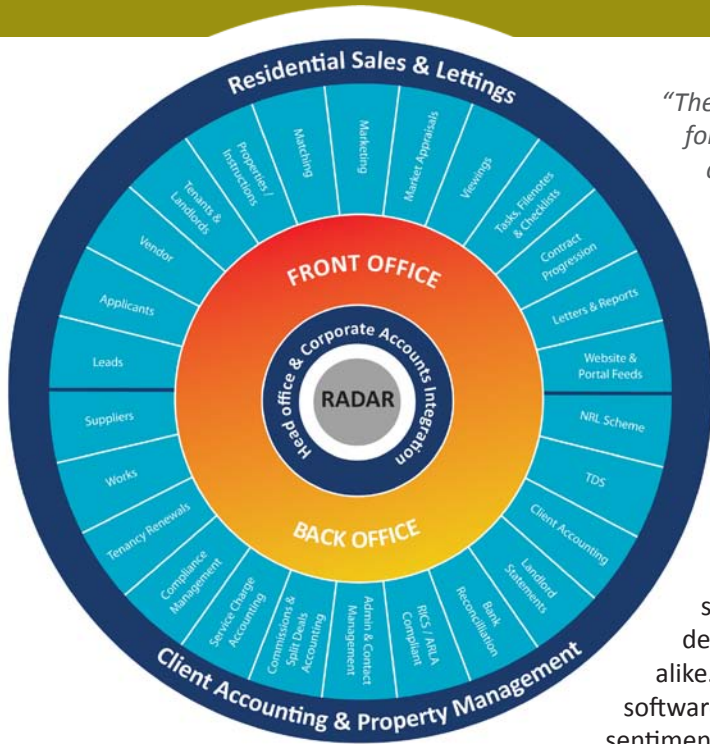 Residential Sales & Lettings
Leads
Applicants
Vendor
Tenants &
Landlords
Properties /
Instructions
Matching
Marketing
Market Appraisals
Viewings
Tasks, Filenotes
& Checklists
Contract
Progression
Letters & Reports
Website &
Portal Feeds
FRONT OFFICE
Head office & Corporate Accounts Integration
RADAR
BACK OFFICE
Suppliers
Works
Tenancy Renewals
Compliance
Management
Service Charge
Accounting
Commissions &
Split Deals
Accounting
Admin & Contact
Management
RICS / ARLA
Compliant
Bank
Reconcilliation
Landlord
Statements
Client Accounting
TDS
NRL Scheme
Client Accounting & Property Management
“The
for
s
de
alike.
software
sentimen